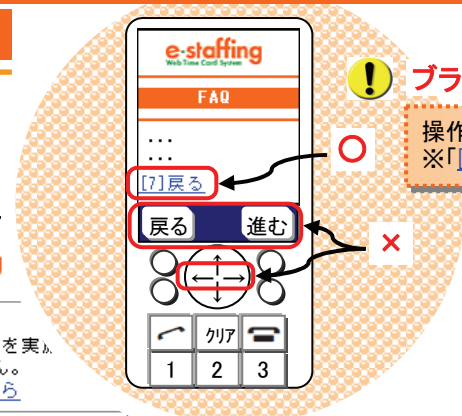 e-staffing
Web Time Card System
FAQ
...
...
[7]戻る
戻る
進む
クリア
1
2
3
○
×
!
ブラ
操作
※「[
を実
ん。
ら